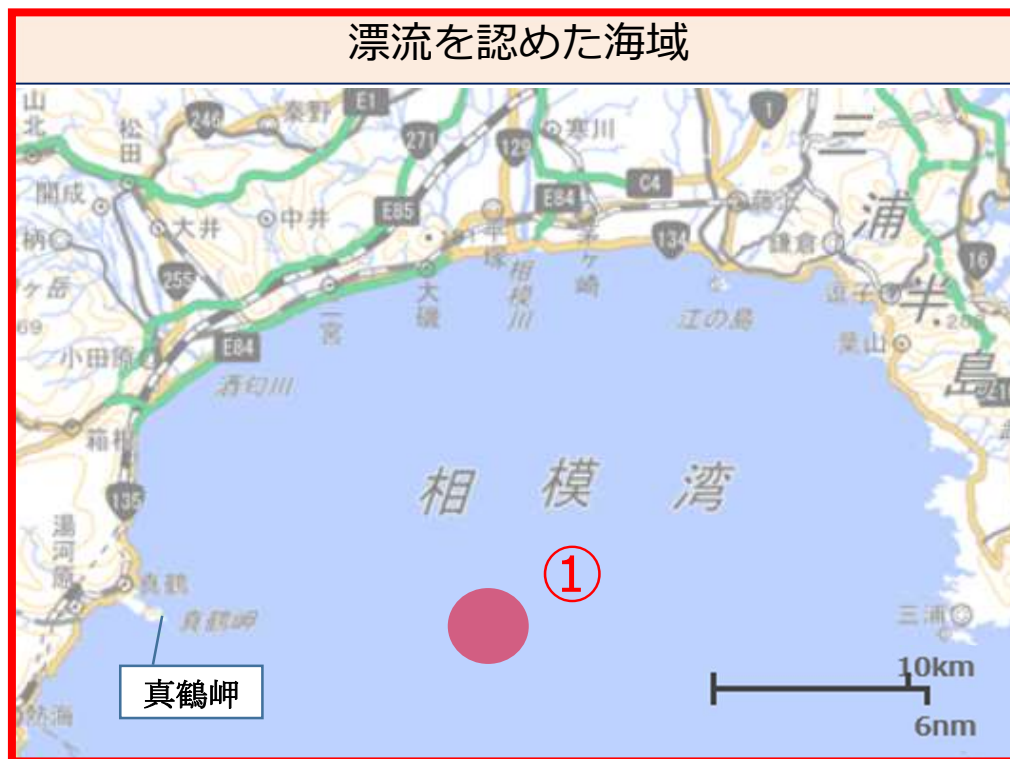 漂流を認めた海域
山北
松田
246
秦野
E1
271
129
寒川
1
三浦半島
開成
大井
中井
E85
E84
C4
藤沢
134
鎌倉
16
255
平塚
相模川
茅ヶ崎
大磯
二宮
江の島
逗子
葉山
小田原
E84
酒匂川
箱根
相模湾
135
湯河原
①
真鶴
真鶴岬
三浦
真鶴岬
熱海
10km
6nm